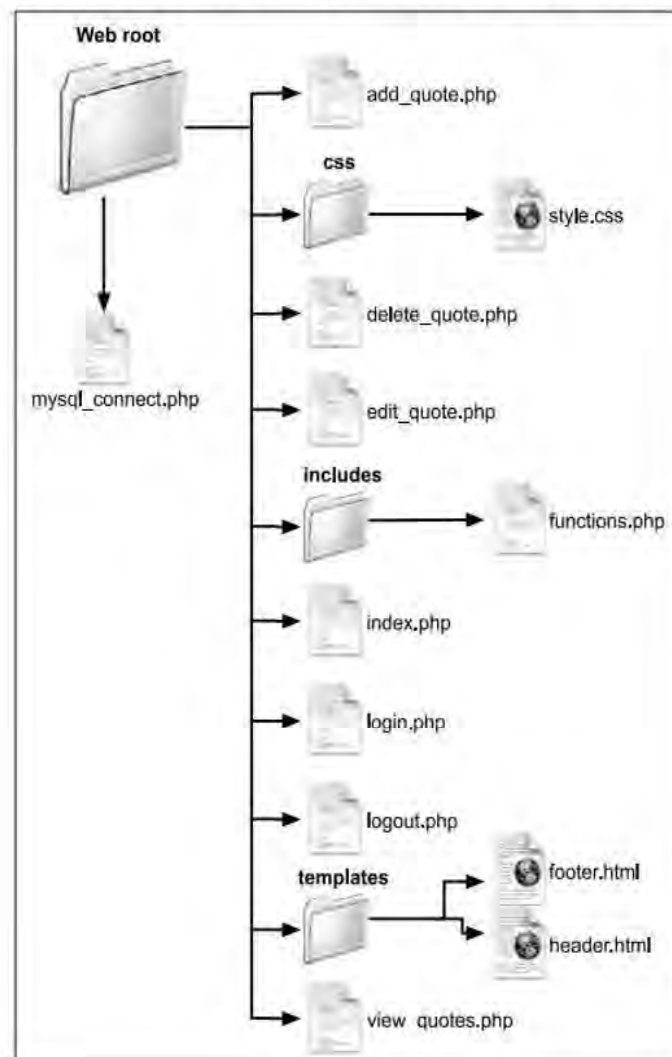 Web root
add_quote.php
css
style.css
delete_quote.php
mysql_connect.php
edit_quote.php
includes
functions.php
index.php
login.php
logout.php
templates
footer.html
header.html
view_quotes.php